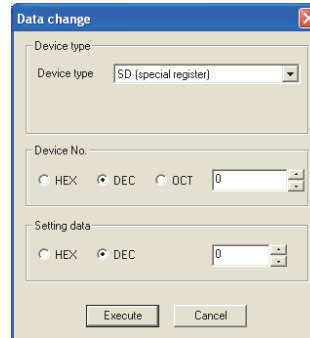 Data change
Device type
Device type SD (special register)
Device No.
HEX DEC OCT 0
Setting data
HEX DEC 0
Execute Cancel